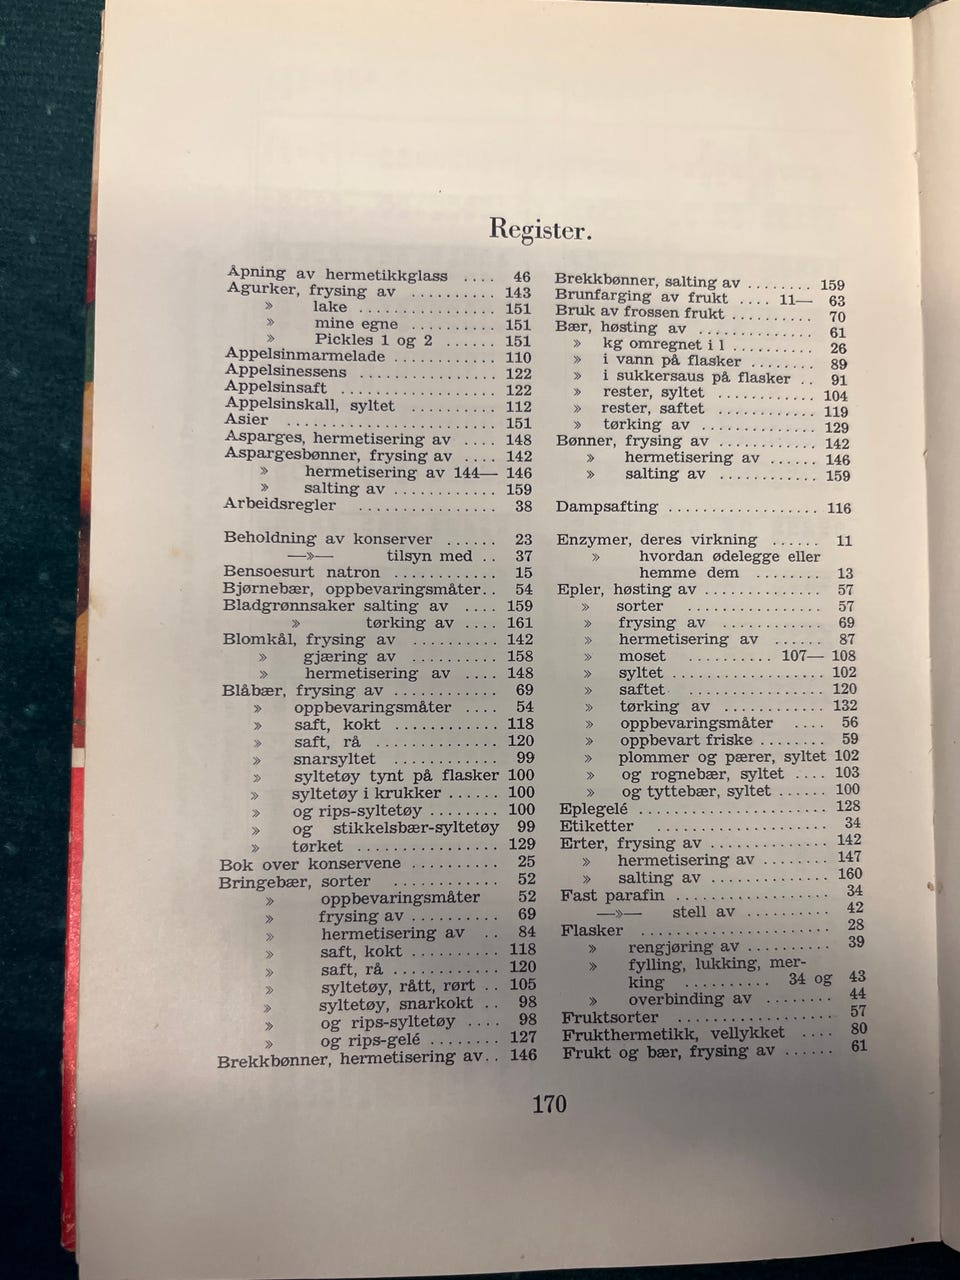 Register.
Åpning av hermetikkglass .... 46
Agurker, frysing av .......... 143
» lake ................ 151
» mine egne .......... 151
» Pickles 1 og 2 ...... 151
Appelsinmarmelade ............ 110
Appelsinessens ................ 122
Appelsinsaft .................. 122
Appelsinskall, syltet .......... 112
Asier ........................ 151
Asparges, hermetisering av .... 148
Aspargesbønner, frysing av .... 142
» hermetisering av 144— 146
» salting av ............ 159
Arbeidsregler ................ 38
Beholdning av konserver ...... 23
—»— tilsyn med .. 37
Bensoesurt natron ............ 15
Bjørnebær, oppbevaringsmåter.. 54
Bladgrønnsaker salting av .... 159
» tørking av .... 161
Blomkål, frysing av .......... 142
» gjæring av .......... 158
» hermetisering av .... 148
Blåbær, frysing av ............ 69
» oppbevaringsmåter .... 54
» saft, kokt ............ 118
» saft, rå .............. 120
» snarsyltet ............ 99
» syltetøy tynt på flasker 100
» syltetøy i krukker ...... 100
» og rips-syltetøy ........ 100
» og stikkelsbær-syltetøy 99
» tørket ................ 129
Bok over konservene .......... 25
Bringebær, sorter ............ 52
» oppbevaringsmåter 52
» frysing av .......... 69
» hermetisering av .. 84
» saft, kokt .......... 118
» saft, rå ............ 120
» syltetøy, rått, rørt .. 105
» syltetøy, snarkokt .. 98
» og rips-syltetøy .... 98
» og rips-gelé ........ 127
Brekkbønner, hermetisering av.. 146
Brekkbønner, salting av ........ 159
Brunfarging av frukt .... 11— 63
Bruk av frossen frukt .......... 70
Bær, høsting av .............. 61
» kg omregnet i l .......... 26
» i vann på flasker ........ 89
» i sukkersaus på flasker .. 91
» rester, syltet ............ 104
» rester, saftet ............ 119
» tørking av .............. 129
Bønner, frysing av ............ 142
» hermetisering av ...... 146
» salting av ............ 159
Dampsafting .................. 116
Enzymer, deres virkning ...... 11
» hvordan ødelegge eller
hemme dem ........ 13
Epler, høsting av .............. 57
» sorter ................ 57
» frysing av ............ 69
» hermetisering av ...... 87
» moset .......... 107— 108
» syltet .................. 102
» saftet ................ 120
» tørking av ............ 132
» oppbevaringsmåter .... 56
» oppbevart friske ........ 59
» plommer og pærer, syltet 102
» og rognebær, syltet .... 103
» og tyttebær, syltet ...... 100
Eplegelé ...................... 128
Etiketter .................... 34
Erter, frysing av .............. 142
» hermetisering av ........ 147
» salting av .............. 160
Fast parafin .................. 34
—»— stell av .......... 42
Flasker ...................... 28
» rengjøring av .......... 39
» fylling, lukking, mer-
king .......... 34 og 43
» overbinding av ........ 44
Fruktsorter .................. 57
Frukthermetikk, vellykket .... 80
Frukt og bær, frysing av ...... 61
170